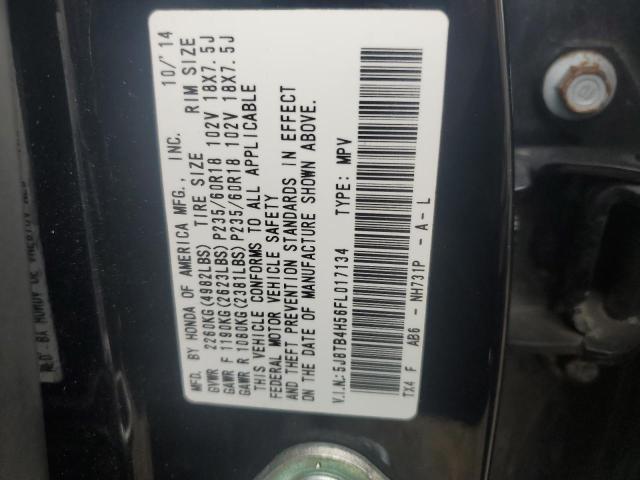 MFD. BY HONDA OF AMERICA MFG., INC. 10/'14
GVWR 2260KG(4982LBS) TIRE SIZE RIM SIZE
GAWR F 1180KG(2623LBS) P235/60R18 102V 18X7.5J
GAWR R 1080KG(2381LBS) P235/60R18 102V 18X7.5J
THIS VEHICLE CONFORMS TO ALL APPLICABLE
FEDERAL MOTOR VEHICLE SAFETY
AND THEFT PREVENTION STANDARDS IN EFFECT
ON THE DATE OF MANUFACTURE SHOWN ABOVE.
V.I.N.:5J8TB4H56FL017134 TYPE: MPV
TX4 F AB6 - NH731P - A - L